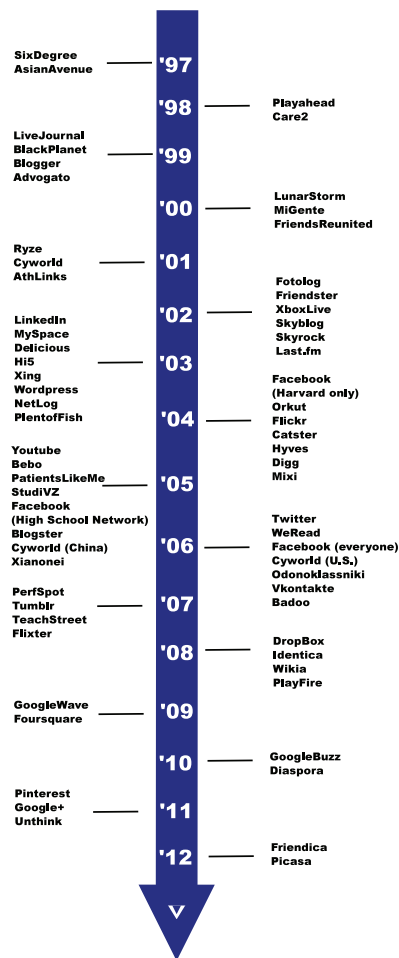 SixDegree
AsianAvenue
'97
'98
Playahead
Care2
LiveJournal
BlackPlanet
Blogger
Advogato
'99
'00
LunarStorm
MiGente
FriendsReunited
Ryze
Cyworld
AthLinks
'01
'02
Fotolog
Friendster
XboxLive
Skyblog
Skyrock
Last.fm
LinkedIn
MySpace
Delicious
Hi5
Xing
Wordpress
NetLog
PlentofFish
'03
'04
Facebook
(Harvard only)
Orkut
Flickr
Catster
Hyves
Digg
Mixi
Youtube
Bebo
PatientsLikeMe
StudiVZ
Facebook
(High School Network)
Blogster
Cyworld (China)
Xianonei
'05
'06
Twitter
WeRead
Facebook (everyone)
Cyworld (U.S.)
Odonoklassniki
Vkontakte
Badoo
PerfSpot
Tumblr
TeachStreet
Flixter
'07
'08
DropBox
Identica
Wikia
PlayFire
GoogleWave
Foursquare
'09
'10
GoogleBuzz
Diaspora
Pinterest
Google+
Unthink
'11
'12
Friendica
Picasa